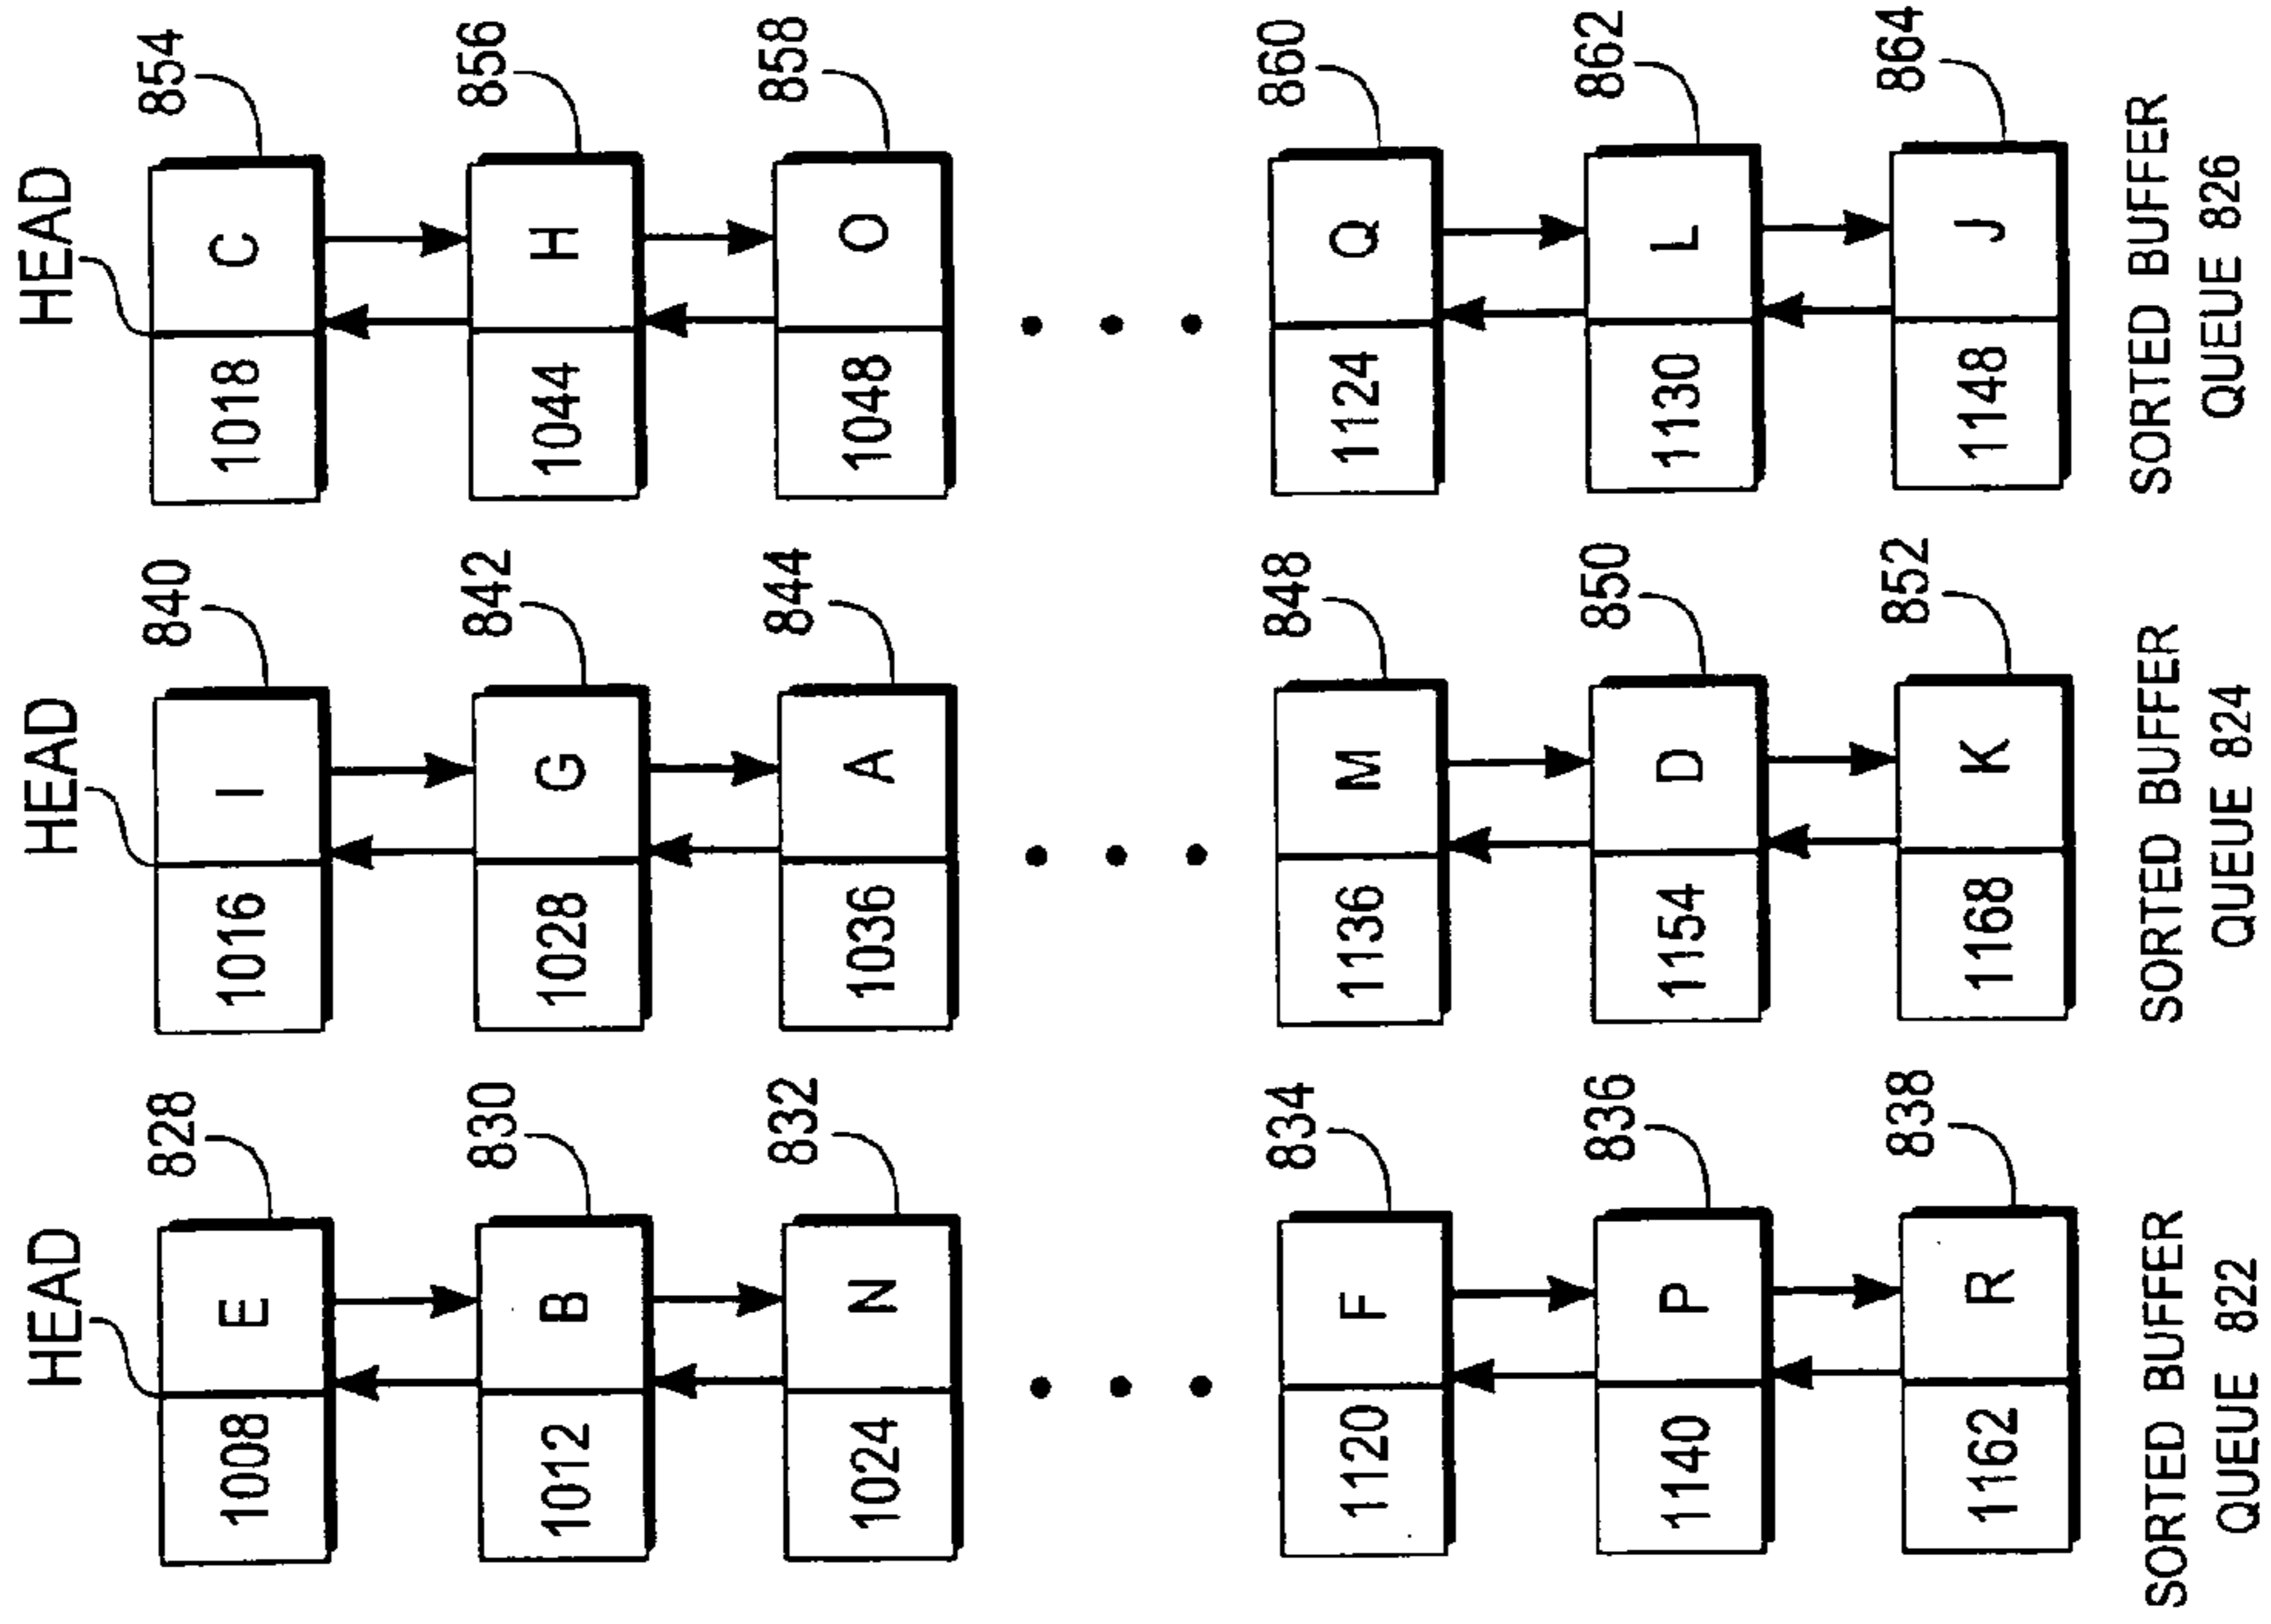 HEAD
828
1008 E
830
1012 B
832
1024 N
834
1120 F
836
1140 P
838
1162 R
SORTED BUFFER
QUEUE 822
HEAD
840
1016 I
842
1028 G
844
1036 A
848
1136 M
850
1154 D
852
1168 K
SORTED BUFFER
QUEUE 824
HEAD
854
1018 C
856
1044 H
858
1048 O
860
1124 Q
862
1130 L
864
1148 J
SORTED BUFFER
QUEUE 826